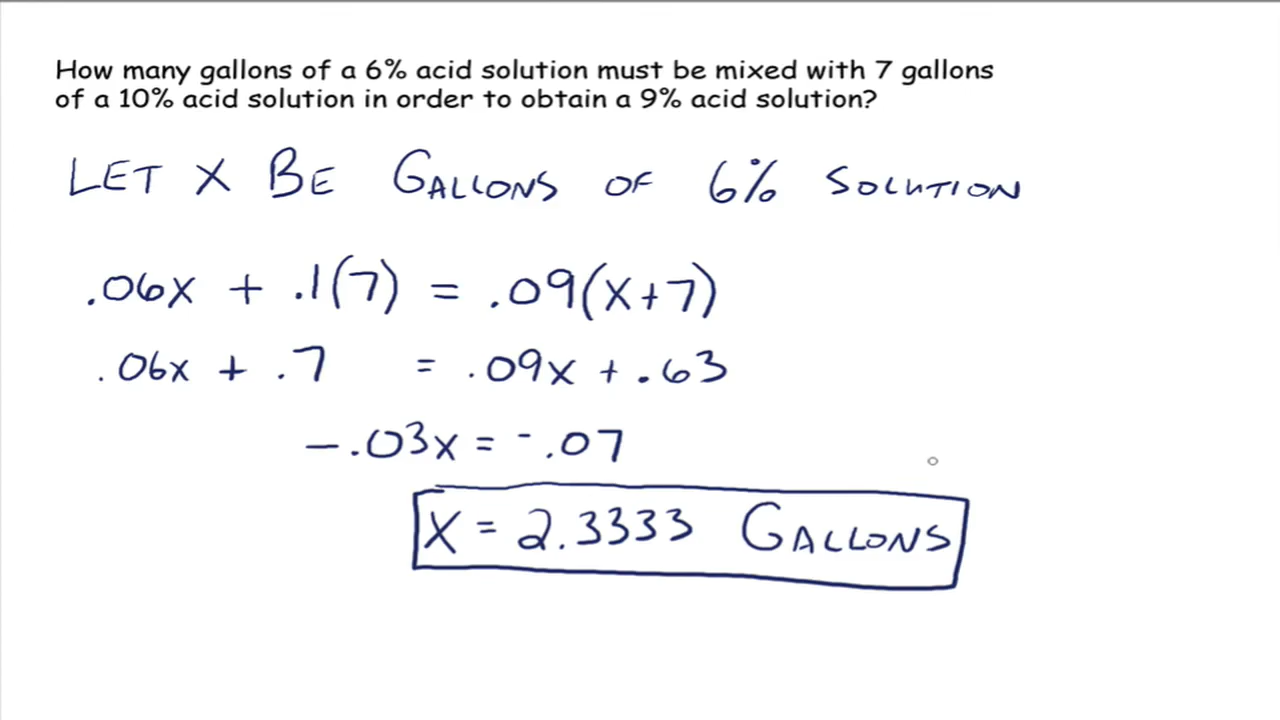 How many gallons of a 6% acid solution must be mixed with 7 gallons
of a 10% acid solution in order to obtain a 9% acid solution?
LET X BE GALLONS OF 6% SOLUTION
.06x + .1(7) = .09(x+7)
.06x + .7 = .09x + .63
-.03x = -.07
X = 2.3333 GALLONS